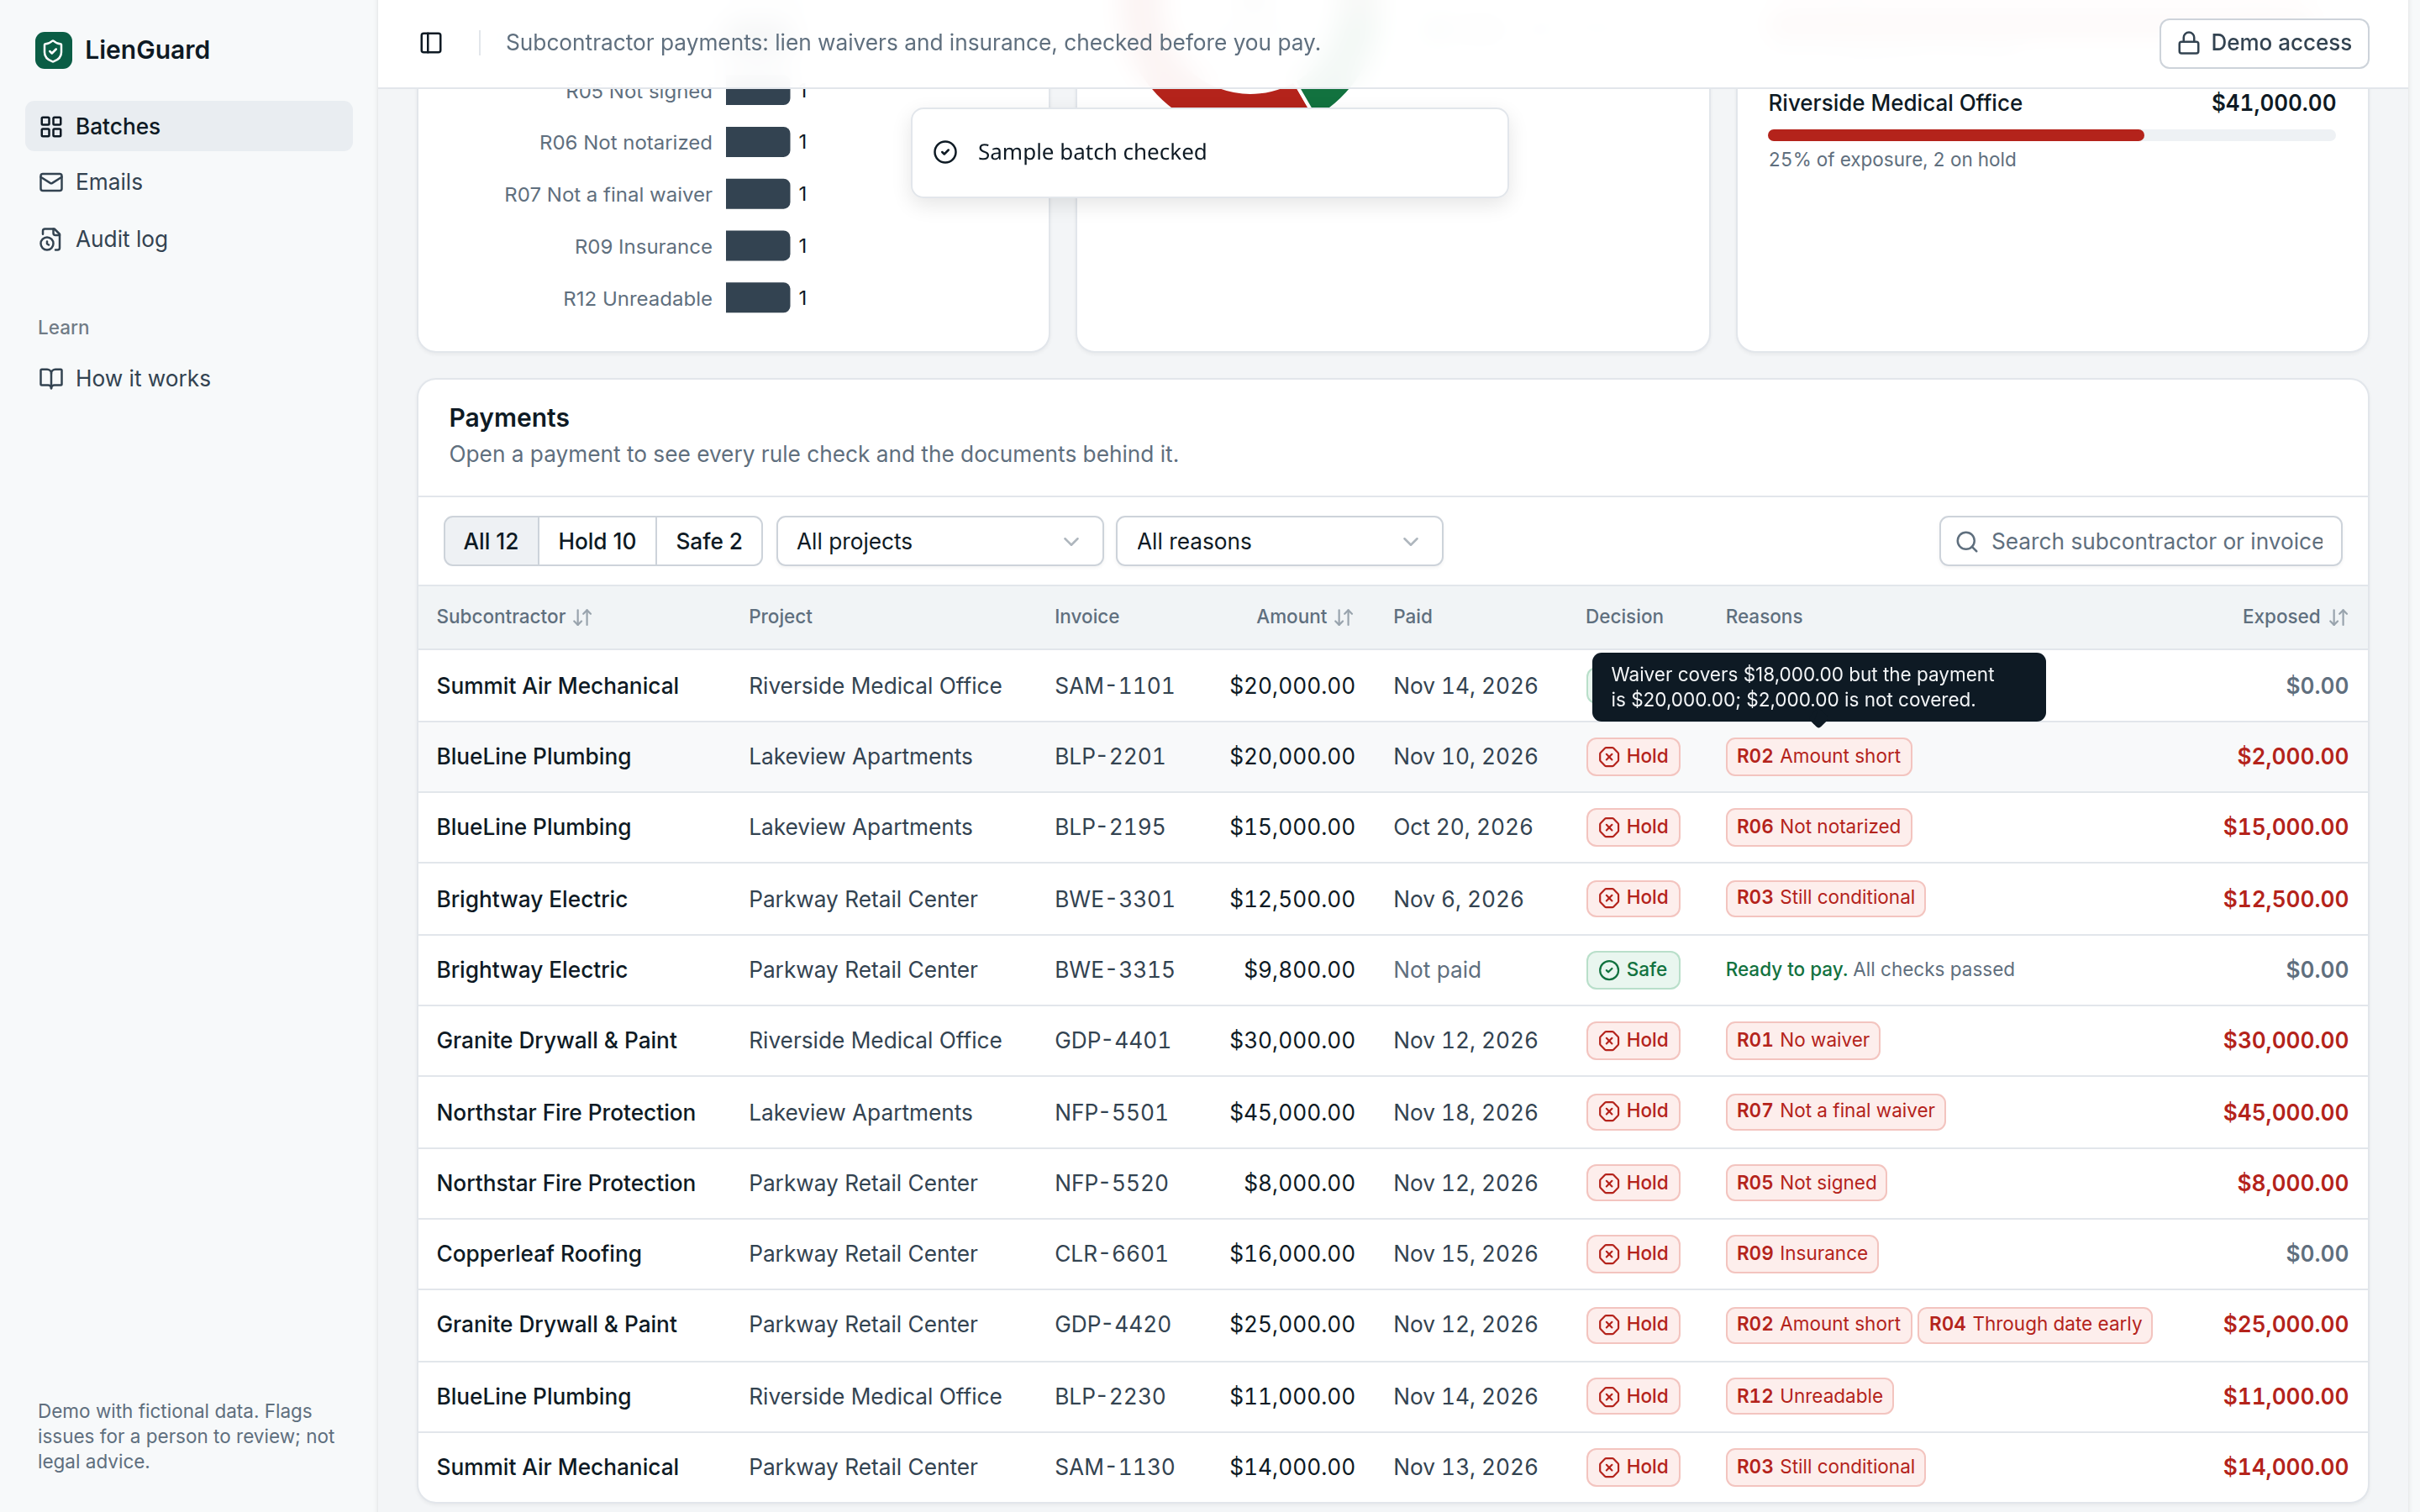 LienGuard
Batches
Emails
Audit log
Learn
How it works
Demo with fictional data. Flags
issues for a person to review; not
legal advice.
Subcontractor payments: lien waivers and insurance, checked before you pay.
Demo access
R05 Not signed 1
R06 Not notarized 1
R07 Not a final waiver 1
R09 Insurance 1
R12 Unreadable 1
Sample batch checked
Riverside Medical Office $41,000.00
25% of exposure, 2 on hold
Payments
Open a payment to see every rule check and the documents behind it.
All 12 Hold 10 Safe 2 All projects All reasons Search subcontractor or invoice
Subcontractor Project Invoice Amount Paid Decision Reasons Exposed
Waiver covers $18,000.00 but the payment
is $20,000.00; $2,000.00 is not covered.
Summit Air Mechanical Riverside Medical Office SAM-1101 $20,000.00 Nov 14, 2026 $0.00
BlueLine Plumbing Lakeview Apartments BLP-2201 $20,000.00 Nov 10, 2026 Hold R02 Amount short $2,000.00
BlueLine Plumbing Lakeview Apartments BLP-2195 $15,000.00 Oct 20, 2026 Hold R06 Not notarized $15,000.00
Brightway Electric Parkway Retail Center BWE-3301 $12,500.00 Nov 6, 2026 Hold R03 Still conditional $12,500.00
Brightway Electric Parkway Retail Center BWE-3315 $9,800.00 Not paid Safe Ready to pay. All checks passed $0.00
Granite Drywall & Paint Riverside Medical Office GDP-4401 $30,000.00 Nov 12, 2026 Hold R01 No waiver $30,000.00
Northstar Fire Protection Lakeview Apartments NFP-5501 $45,000.00 Nov 18, 2026 Hold R07 Not a final waiver $45,000.00
Northstar Fire Protection Parkway Retail Center NFP-5520 $8,000.00 Nov 12, 2026 Hold R05 Not signed $8,000.00
Copperleaf Roofing Parkway Retail Center CLR-6601 $16,000.00 Nov 15, 2026 Hold R09 Insurance $0.00
Granite Drywall & Paint Parkway Retail Center GDP-4420 $25,000.00 Nov 12, 2026 Hold R02 Amount short R04 Through date early $25,000.00
BlueLine Plumbing Riverside Medical Office BLP-2230 $11,000.00 Nov 14, 2026 Hold R12 Unreadable $11,000.00
Summit Air Mechanical Parkway Retail Center SAM-1130 $14,000.00 Nov 13, 2026 Hold R03 Still conditional $14,000.00